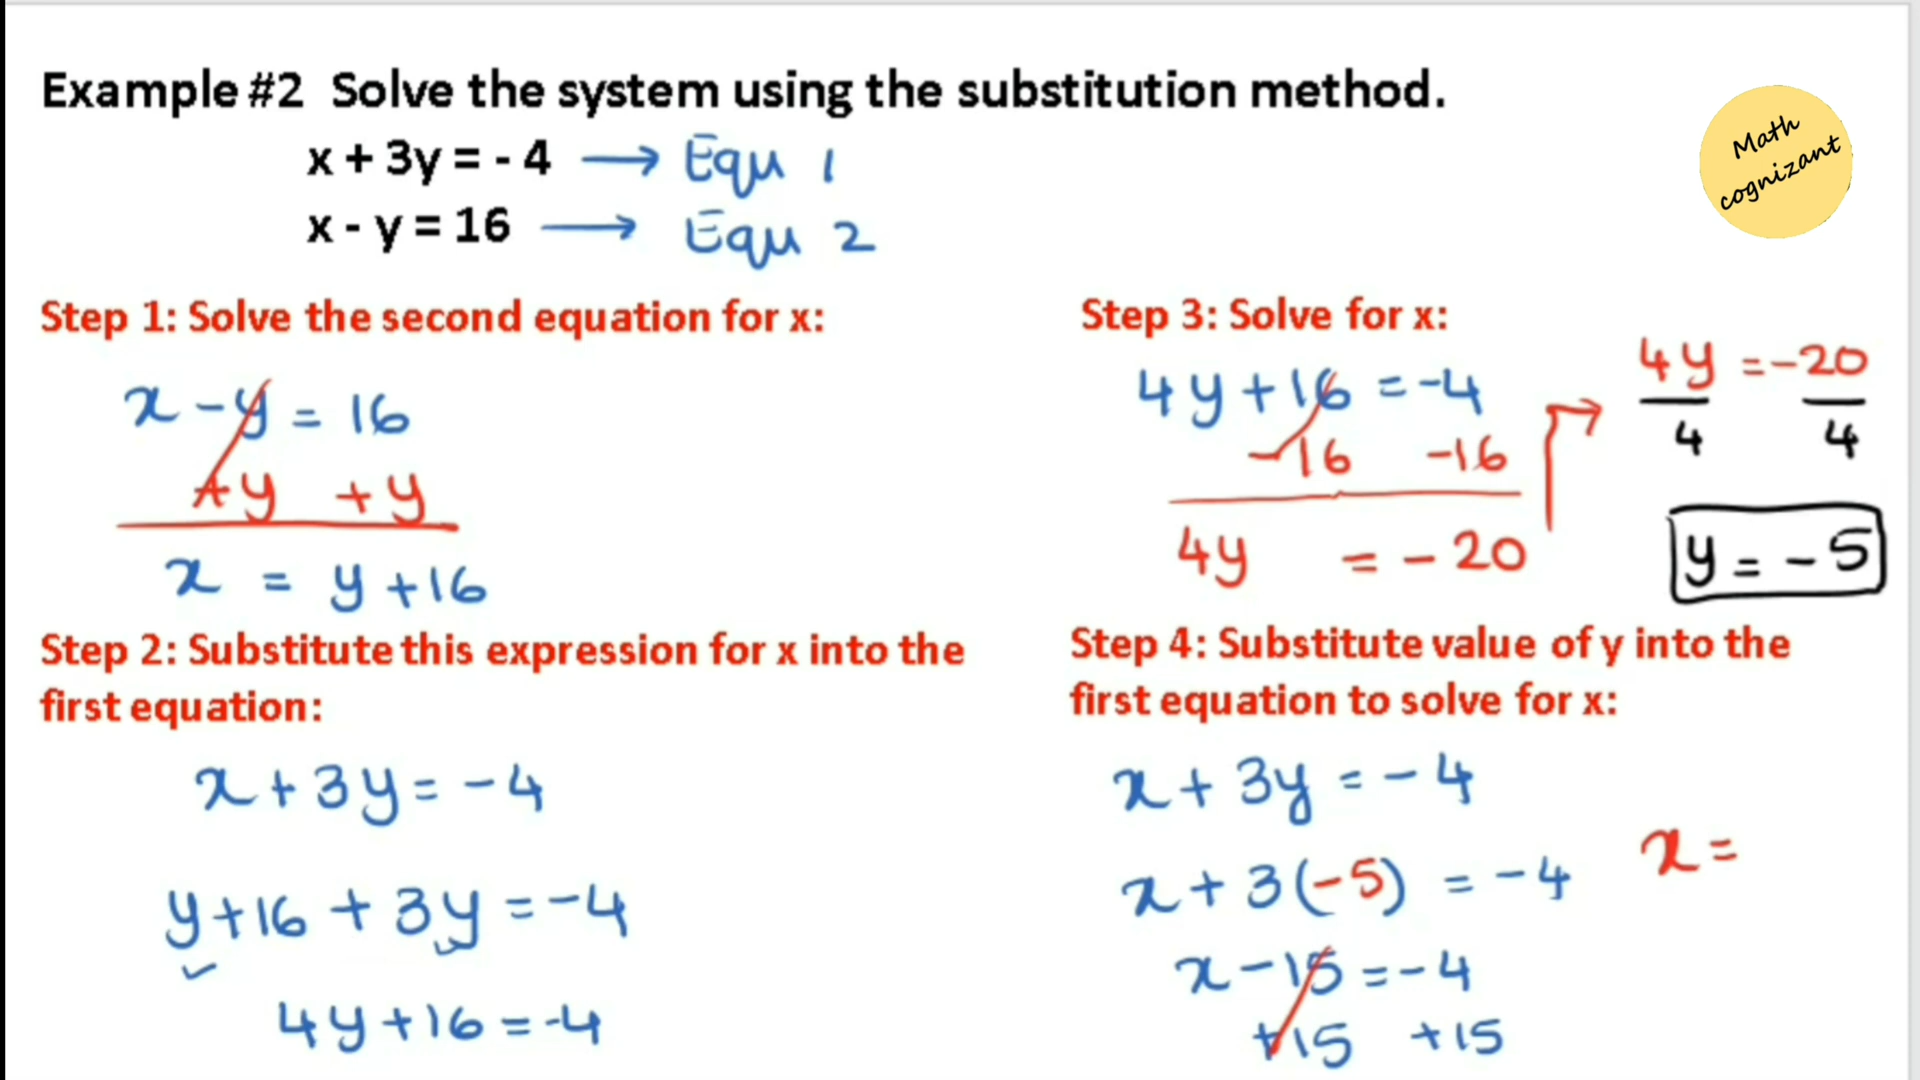 Example #2 Solve the system using the substitution method.
x + 3y = - 4 → Equ 1
x - y = 16 → Equ 2
Math
cognizant
Step 1: Solve the second equation for x:
x - y = 16
+y +y
x = y + 16
Step 2: Substitute this expression for x into the
first equation:
x + 3y = -4
y + 16 + 3y = -4
4y + 16 = -4
Step 3: Solve for x:
4y + 16 = -4
-16 -16
4y = -20
4y = -20
4 4
y = -5
Step 4: Substitute value of y into the
first equation to solve for x:
x + 3y = -4
x + 3(-5) = -4
x - 15 = -4
+15 +15
x =